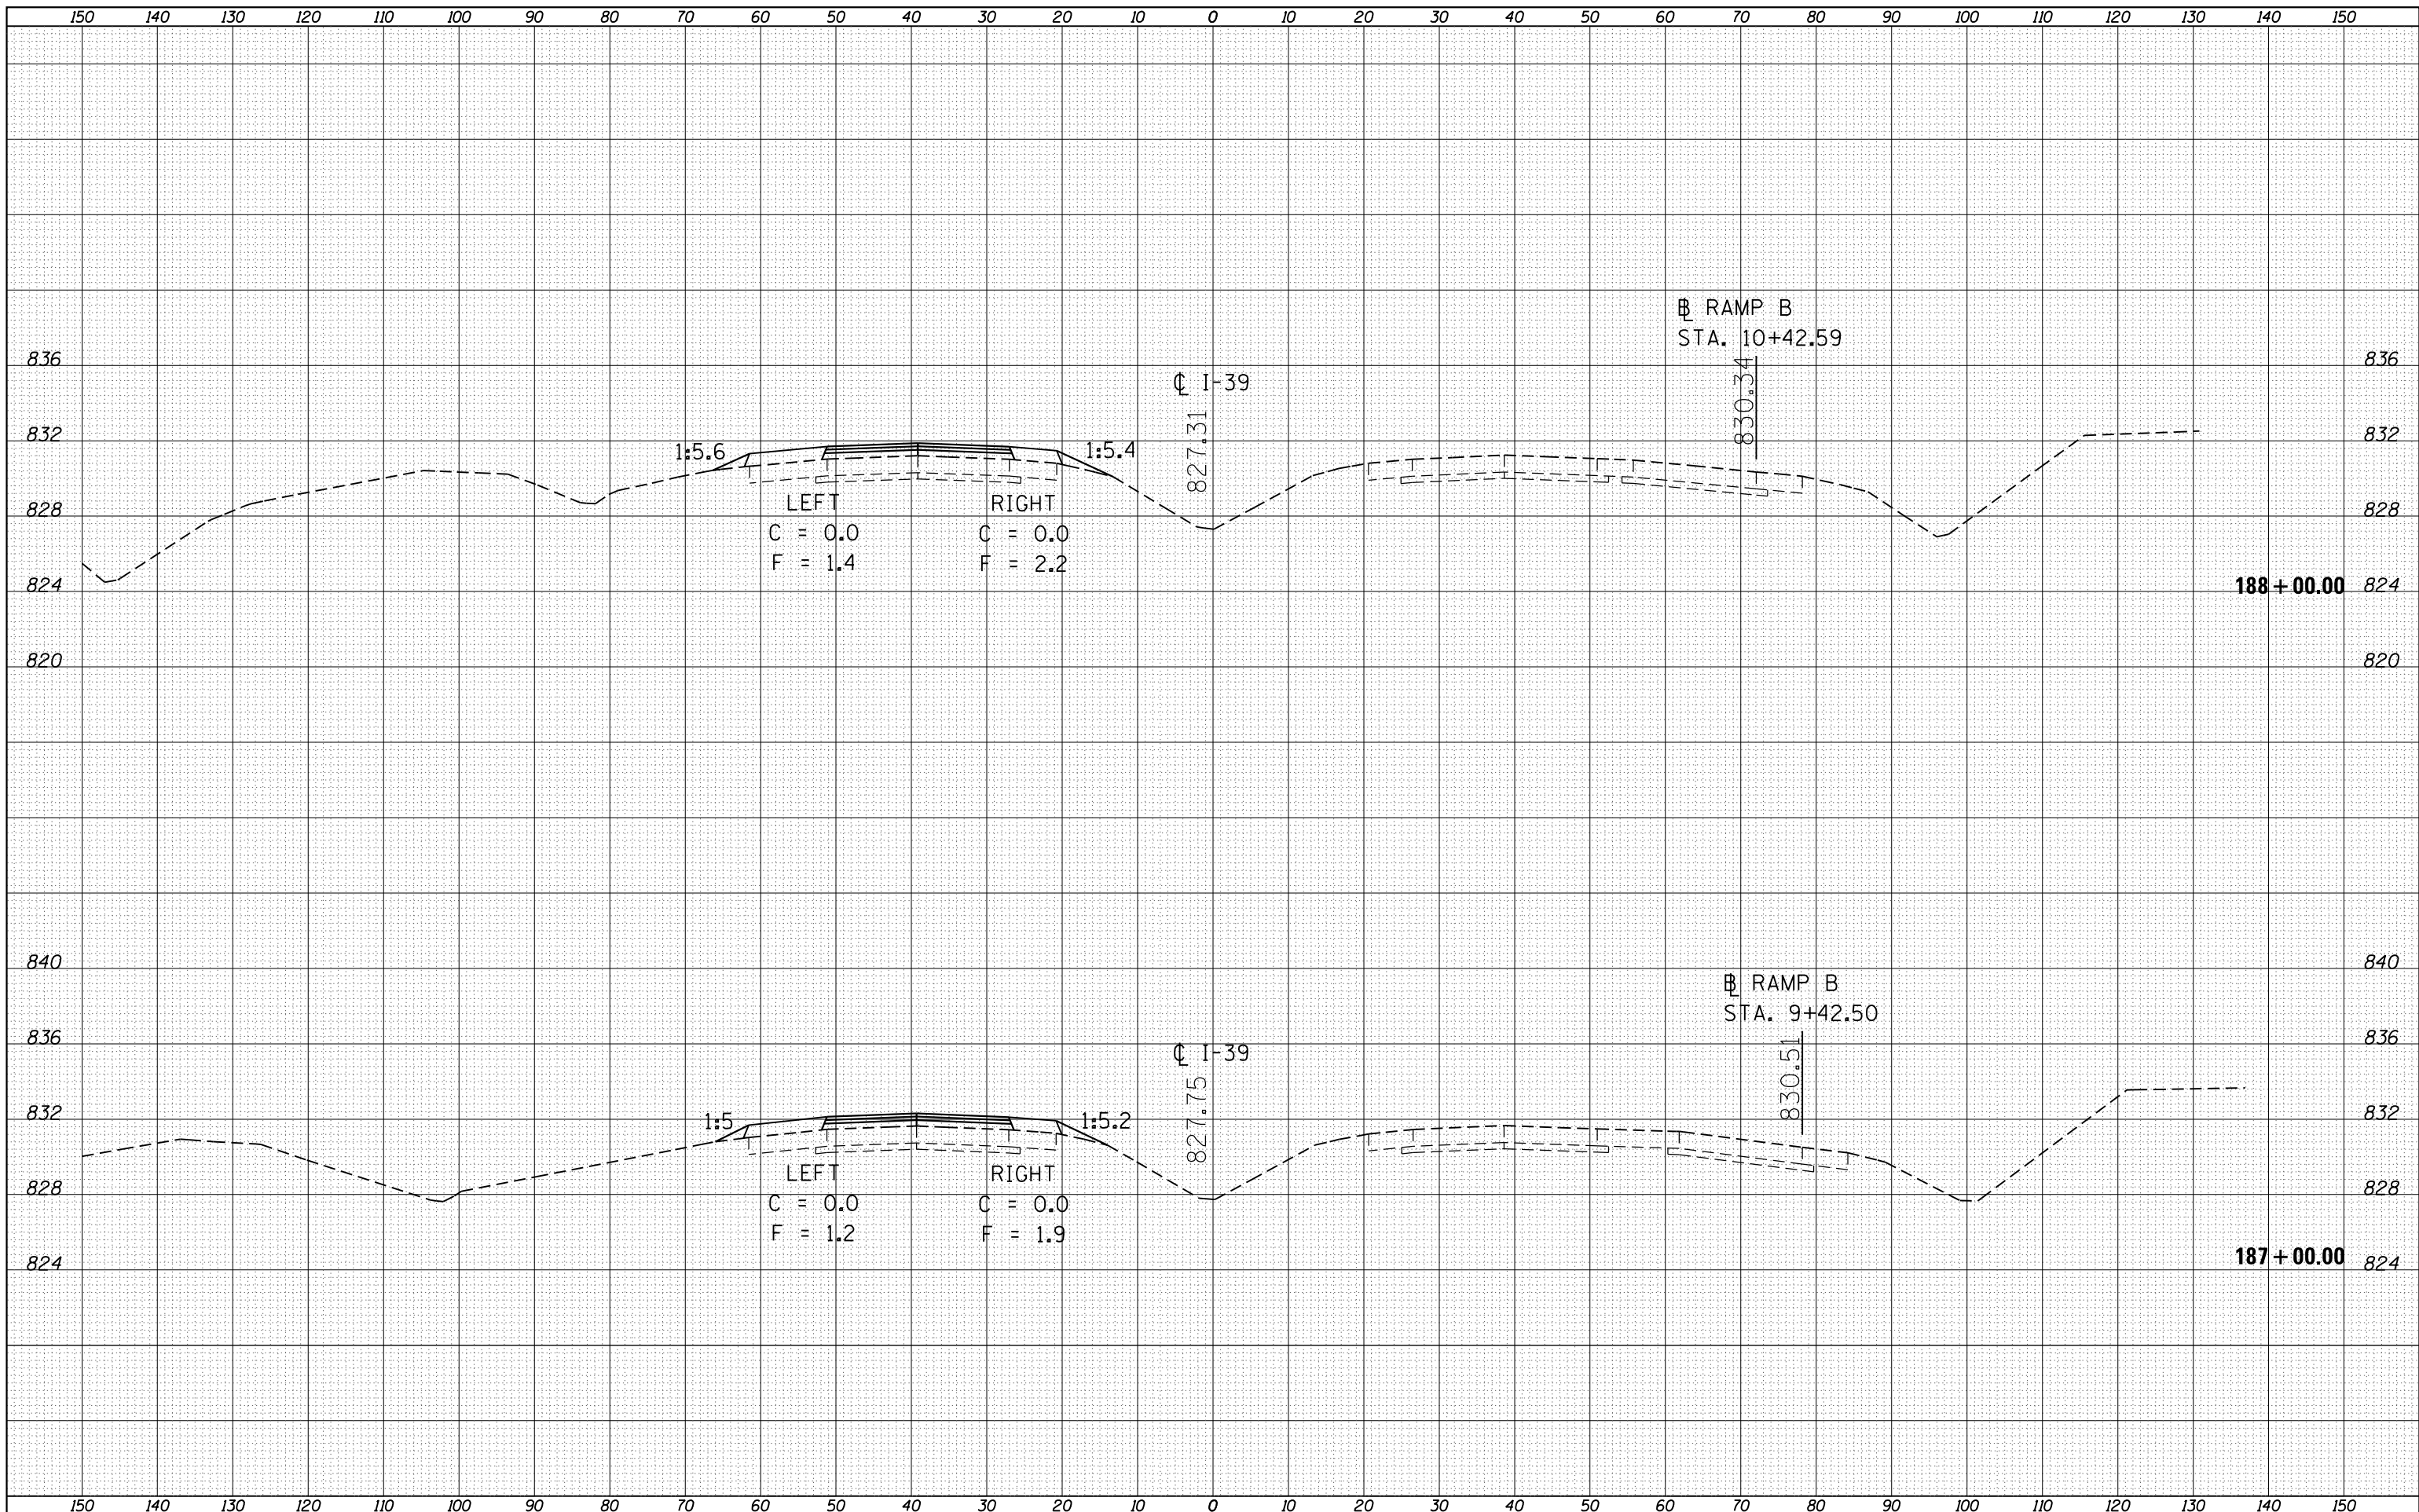 150 140 130 120 110 100 90 80 70 60 50 40 30 20 10 0 10 20 30 40 50 60 70 80 90 100 110 120 130 140 150
℄ RAMP B
STA. 10+42.59
830.34
836 836
℄ I-39
827.31
832 832
1:5.6 1:5.4
LEFT RIGHT
828 828
C = 0.0 C = 0.0
F = 1.4 F = 2.2
824 188+00.00 824
820 820
840 840
℄ RAMP B
STA. 9+42.50
830.51
836 836
℄ I-39
827.75
832 832
1:5 1:5.2
LEFT RIGHT
828 828
C = 0.0 C = 0.0
F = 1.2 F = 1.9
824 187+00.00 824
150 140 130 120 110 100 90 80 70 60 50 40 30 20 10 0 10 20 30 40 50 60 70 80 90 100 110 120 130 140 150